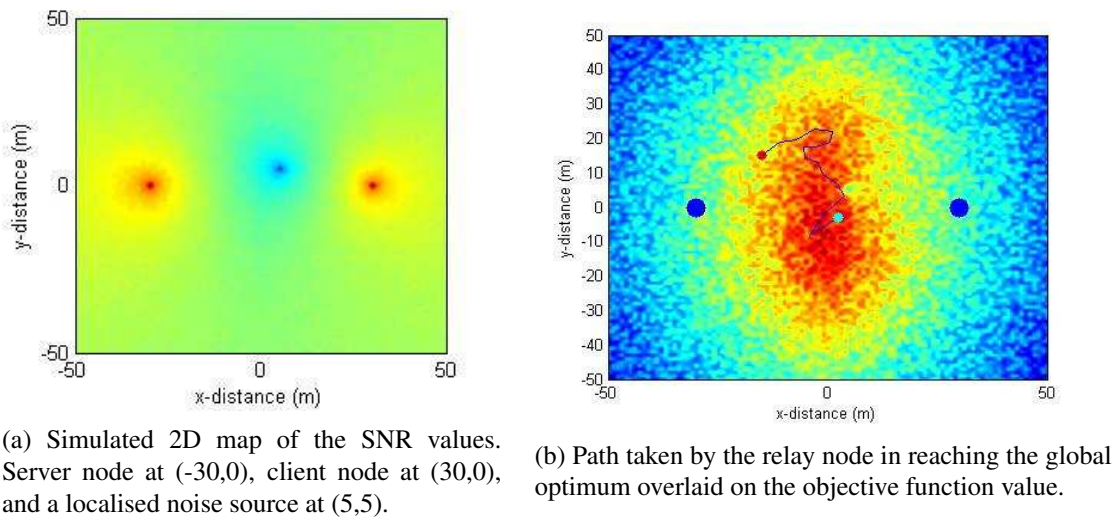 50
0
-50
-50
0
50
y-distance (m)
x-distance (m)
(a) Simulated 2D map of the SNR values.
Server node at (-30,0), client node at (30,0),
and a localised noise source at (5,5).
50
40
30
20
10
0
-10
-20
-30
-40
-50
-50
0
50
y-distance (m)
x-distance (m)
(b) Path taken by the relay node in reaching the global
optimum overlaid on the objective function value.